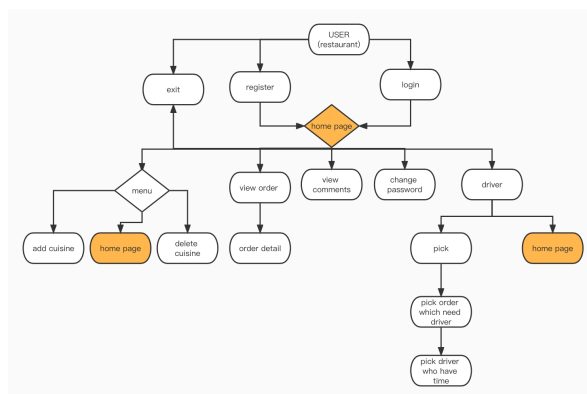 USER
(restaurant)
exit
register
login
home page
menu
view order
view
comments
change
password
driver
add cuisine
home page
delete
cuisine
order detail
pick
home page
pick order
which need
driver
pick driver
who have
time